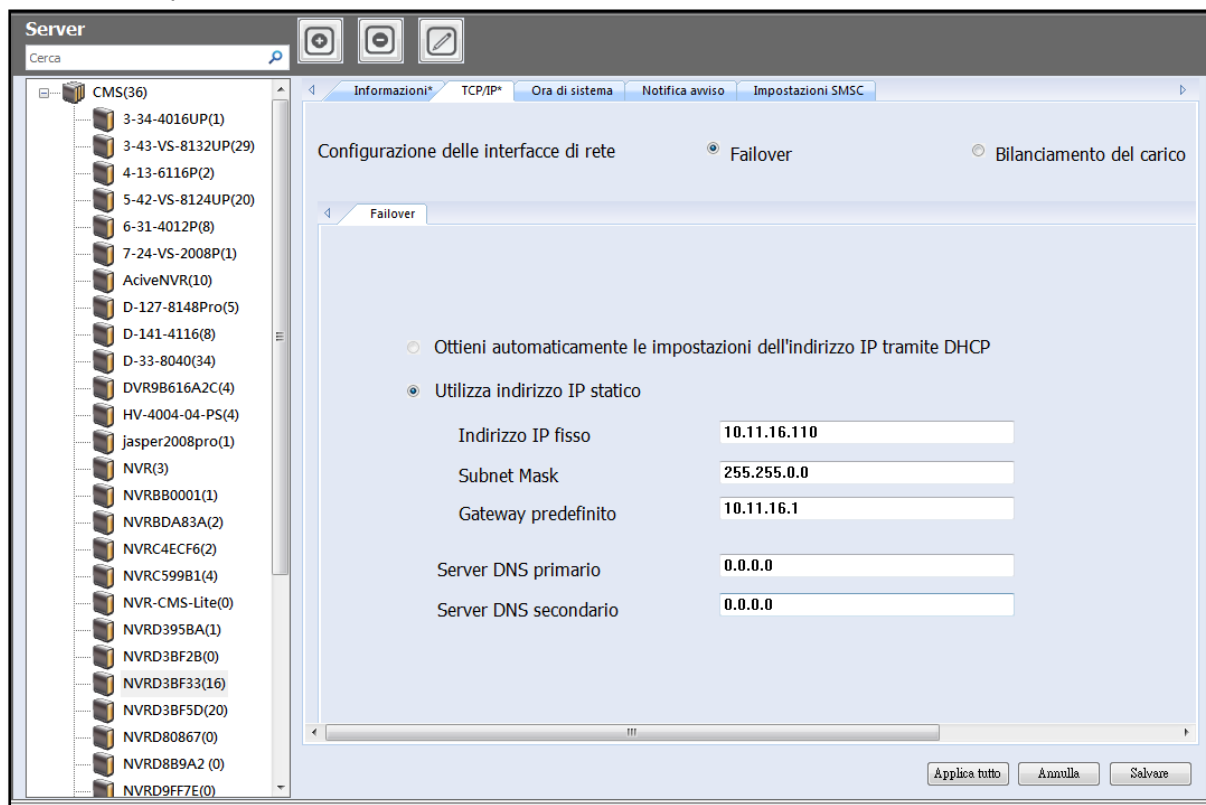 Server
Cerca
CMS(36)
3-34-4016UP(1)
3-43-VS-8132UP(29)
4-13-6116P(2)
5-42-VS-8124UP(20)
6-31-4012P(8)
7-24-VS-2008P(1)
AciveNVR(10)
D-127-8148Pro(5)
D-141-4116(8)
D-33-8040(34)
DVR9B616A2C(4)
HV-4004-04-PS(4)
jasper2008pro(1)
NVR(3)
NVRBB0001(1)
NVRBDA83A(2)
NVRC4ECF6(2)
NVRC599B1(4)
NVR-CMS-Lite(0)
NVRD395BA(1)
NVRD3BF2B(0)
NVRD3BF33(16)
NVRD3BF5D(20)
NVRD80867(0)
NVRD8B9A2 (0)
NVRD9FF7E(0)
Informazioni* TCP/IP* Ora di sistema Notifica avviso Impostazioni SMSC
Configurazione delle interfacce di rete Failover Bilanciamento del carico
Failover
Ottieni automaticamente le impostazioni dell'indirizzo IP tramite DHCP
Utilizza indirizzo IP statico
Indirizzo IP fisso 10.11.16.110
Subnet Mask 255.255.0.0
Gateway predefinito 10.11.16.1
Server DNS primario 0.0.0.0
Server DNS secondario 0.0.0.0
Applica tutto Annulla Salvare